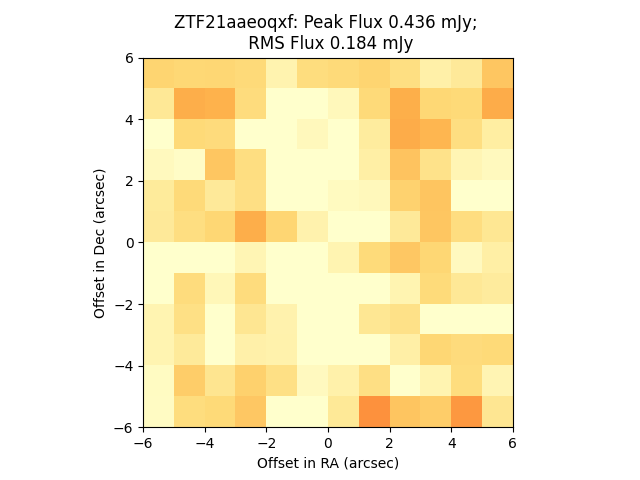 ZTF21aaeoqxf: Peak Flux 0.436 mJy;
RMS Flux 0.184 mJy
6
4
2
0
−2
−4
−6
Offset in Dec (arcsec)
−6 −4 −2 0 2 4 6
Offset in RA (arcsec)